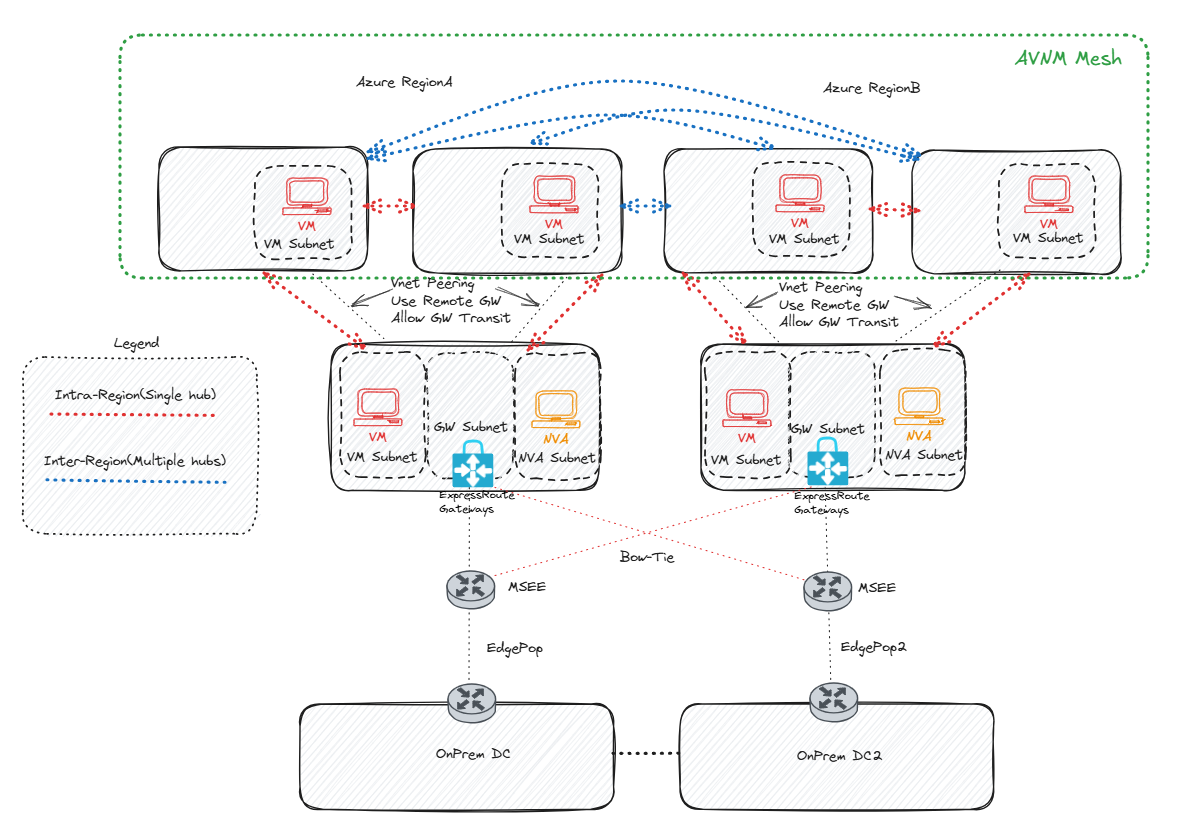 AVNM Mesh
Azure RegionA
Azure RegionB
VM
VM Subnet
VM
VM Subnet
VM
VM Subnet
VM
VM Subnet
Vnet Peering
Use Remote GW
Allow GW Transit
Vnet Peering
Use Remote GW
Allow GW Transit
Legend
Intra-Region(Single hub)
Inter-Region(Multiple hubs)
VM
VM Subnet
GW Subnet
NVA
NVA Subnet
ExpressRoute
Gateways
VM
VM Subnet
GW Subnet
NVA
NVA Subnet
ExpressRoute
Gateways
Bow-Tie
MSEE
MSEE
EdgePop
EdgePop2
OnPrem DC
OnPrem DC2